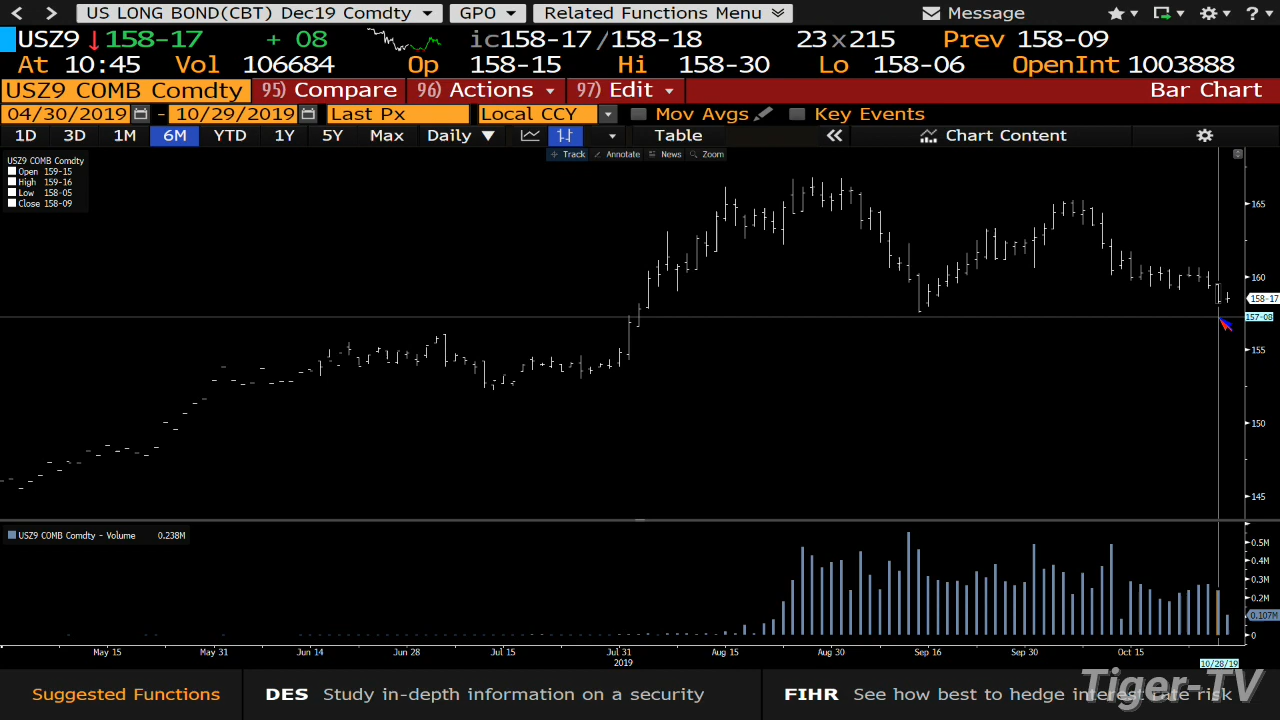 US LONG BOND(CBT) Dec19 Comdty GPO Related Functions Menu Message ?
USZ9 158-17 + 08 ic158-17/158-18 23x215 Prev 158-09
At 10:45 Vol 106684 Op 158-15 Hi 158-30 Lo 158-06 OpenInt 1003888
USZ9 COMB Comdty 95) Compare 96) Actions 97) Edit Bar Chart
04/30/2019 - 10/29/2019 Last Px Local CCY Mov Avgs Key Events
1D 3D 1M 6M YTD 1Y 5Y Max Daily Table Chart Content
Track Annotate News Zoom
USZ9 COMB Comdty
Open 159-15
High 159-16
Low 158-05
Close 158-09
165
160
158-17
157-08
155
150
145
USZ9 COMB Comdty - Volume 0.238M
0.5M
0.4M
0.3M
0.2M
0.107M
0
May 15 May 31 Jun 14 Jun 28 Jul 15 Jul 31 Aug 15 Aug 30 Sep 16 Sep 30 Oct 15
2019 10/28/19
Suggested Functions DES Study in-depth information on a security FIHR See how best to hedge interest rate risk
Tiger-TV